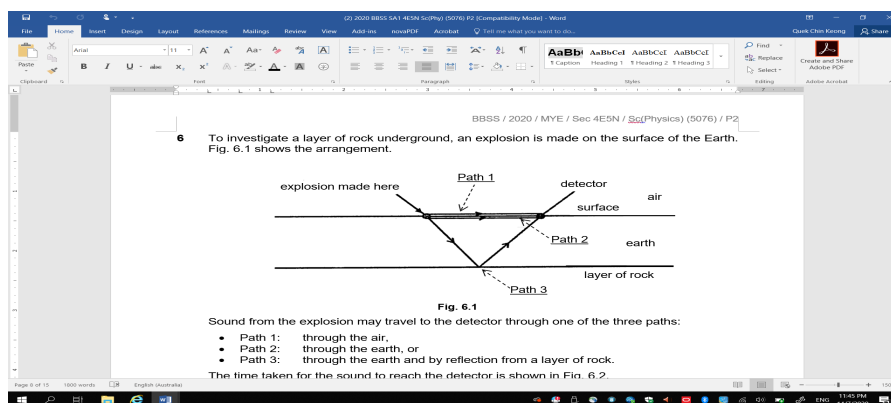 (2) 2020 BBSS SA1 4E5N Sc(Phy) (5076) P2 [Compatibility Mode] - Word
File Home Insert Design Layout References Mailings Review View Add-ins novaPDF Acrobat Tell me what you want to do... Quek Chin Keong Share
Arial 11 Find
Paste Replace
Select
AaBb AaBbCcI AaBbCcI AaBbCcI
¶ Caption Heading 1 ¶ Heading 2 ¶ Heading 3
Create and Share
Adobe PDF
Clipboard Font Paragraph Styles Editing Adobe Acrobat
BBSS / 2020 / MYE / Sec 4E5N / Sc(Physics) (5076) / P2
6 To investigate a layer of rock underground, an explosion is made on the surface of the Earth.
Fig. 6.1 shows the arrangement.
explosion made here
Path 1
detector
air
surface
Path 2
earth
layer of rock
Path 3
Fig. 6.1
Sound from the explosion may travel to the detector through one of the three paths:
• Path 1: through the air,
• Path 2: through the earth, or
• Path 3: through the earth and by reflection from a layer of rock.
The time taken for the sound to reach the detector is shown in Fig. 6.2.
Page 8 of 15 1800 words English (Australia)
11:45 PM
ENG